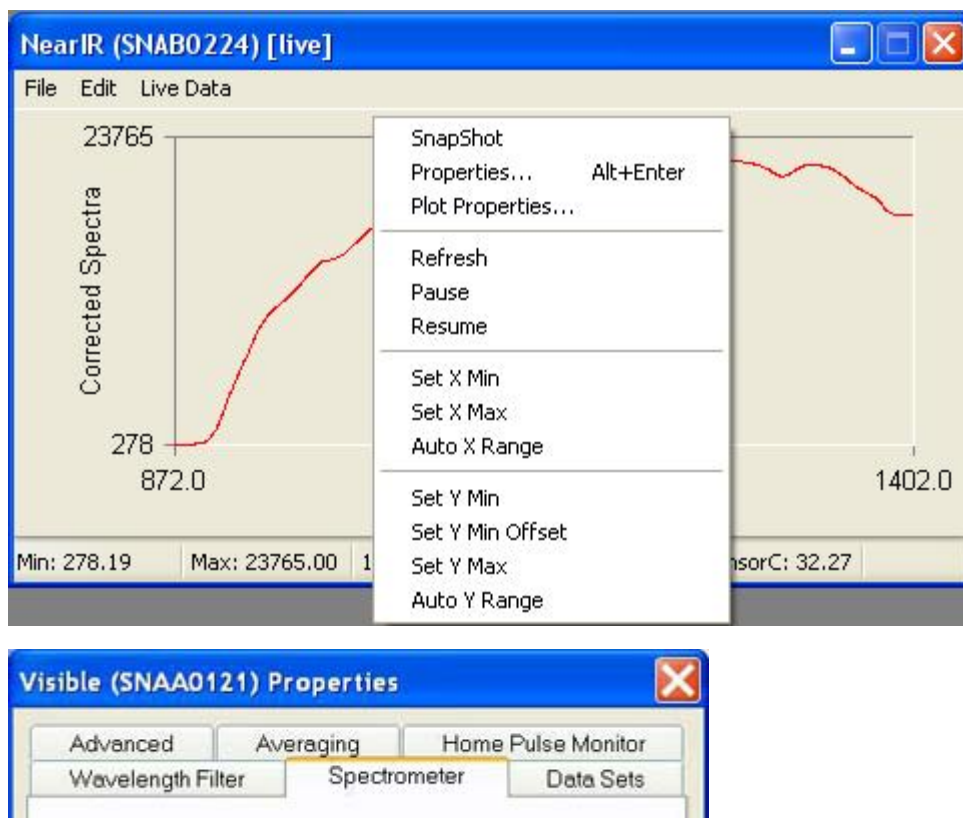 NearIR (SNAB0224) [live]
File Edit Live Data
23765
Corrected Spectra
278
872.0
1402.0
SnapShot
Properties... Alt+Enter
Plot Properties...
Refresh
Pause
Resume
Set X Min
Set X Max
Auto X Range
Set Y Min
Set Y Min Offset
Set Y Max
Auto Y Range
Min: 278.19 Max: 23765.00 1 nsorC: 32.27
Visible (SNAA0121) Properties
Advanced Averaging Home Pulse Monitor
Wavelength Filter Spectrometer Data Sets